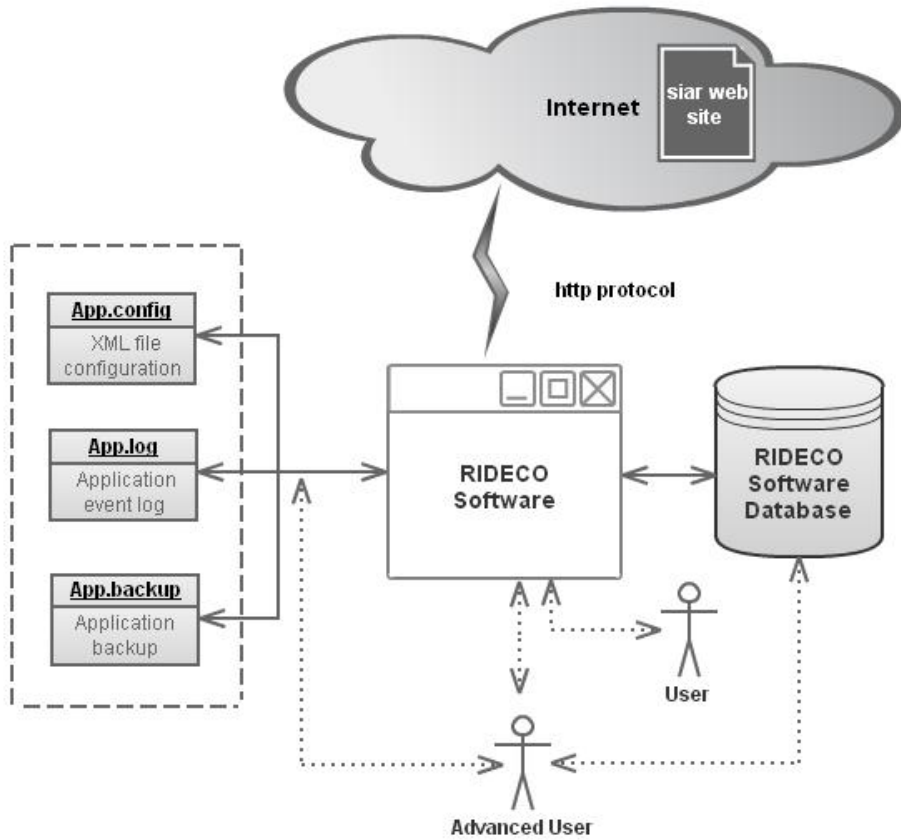 Internet
siar web
site
http protocol
App.config
XML file
configuration
App.log
Application
event log
App.backup
Application
backup
RIDECO
Software
RIDECO
Software
Database
User
Advanced User